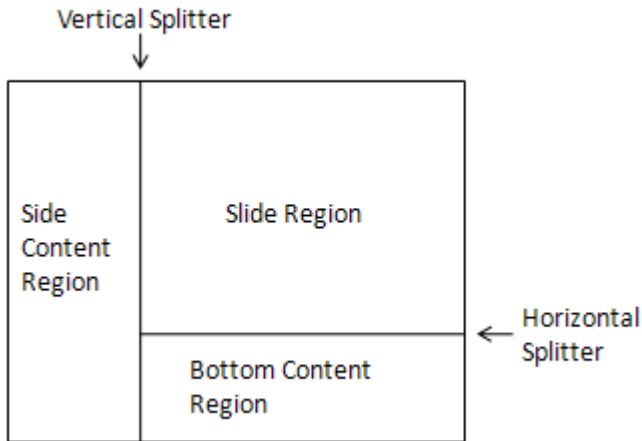 Vertical Splitter
Side
Content
Region
Slide Region
Horizontal
Splitter
Bottom Content
Region